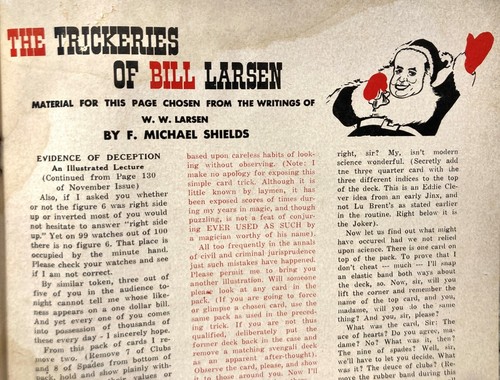 THE TRICKERIES
OF BILL LARSEN
MATERIAL FOR THIS PAGE CHOSEN FROM THE WRITINGS OF
W. W. LARSEN
BY F. MICHAEL SHIELDS
EVIDENCE OF DECEPTION
An Illustrated Lecture
(Continued from Page 130
of November Issue)
Also, if I asked you whether
or not the figure 6 was right side
up or inverted most of you would
not hesitate to answer "right side
up." Yet on 99 watches out of 100
there is no figure 6. That place is
occupied by the minute hand.
Please check your watches and see
if I am not correct.
By similar token, three out of
five of you in the audience to-
night cannot tell me whose like-
ness appears on a one dollar bill.
And yet every one of you comes
into possession of thousands of
these every day - I sincerely hope.
From this pack of cards I re-
move two. (Remove 7 of Clubs
and 8 of Spades from bottom of
pack, hold and show plainly with-
their values or
based upon careless habits of look-
ing without observing. (Note: I
make no apology for exposing this
simple card trick. Although it is
little known by laymen, it has
been exposed scores of times dur-
ing my years in magic, and though
puzzling, is not a feat of conjur-
ing EVER USED AS SUCH by
a magician worthy of his name).
All too frequently in the annals
of civil and criminal jurisprudence
just such mistakes have happened.
Please permit me to bring you
another illustration. Will someone
please at any card in the
pack. (If you are going to force
or glimpse a chosen card, use the
same pack as used in the preced-
ing trick. If you are not thus
qualified, deliberately put the
former deck back in the case and
remove a matching svengali deck
as an apparent after-thought).
Observe the card, please, and show
it to those around you. Now I'll
right, sir? My, isn't modern
science wonderful. (Secretly add
the three quarter card with the
three different indices to the top
of the deck. This is an Eddie Cle-
ver idea from an early Jinx, and
not Lu Brent's as stated earlier
in the routine. Right below it is
the Joker).
Now let us find out what might
have occured had we not relied
upon science. There is one card on
top of the pack. To prove that I
don't cheat — much — I'll snap
an elastic band both ways about
the deck, so. Now, sir, will you
lift the corner and remember the
name of the top card, and you,
madame, will you do the same
thing? And you, sir, please?
What was the card, Sir? The
ace of hearts? Do you agree, ma-
dame? No? What was it, then?
The nine of spades? Well, sir,
we'll have to let you decide. What
was it? The deuce of clubs? (Re-
move the rubber band during this